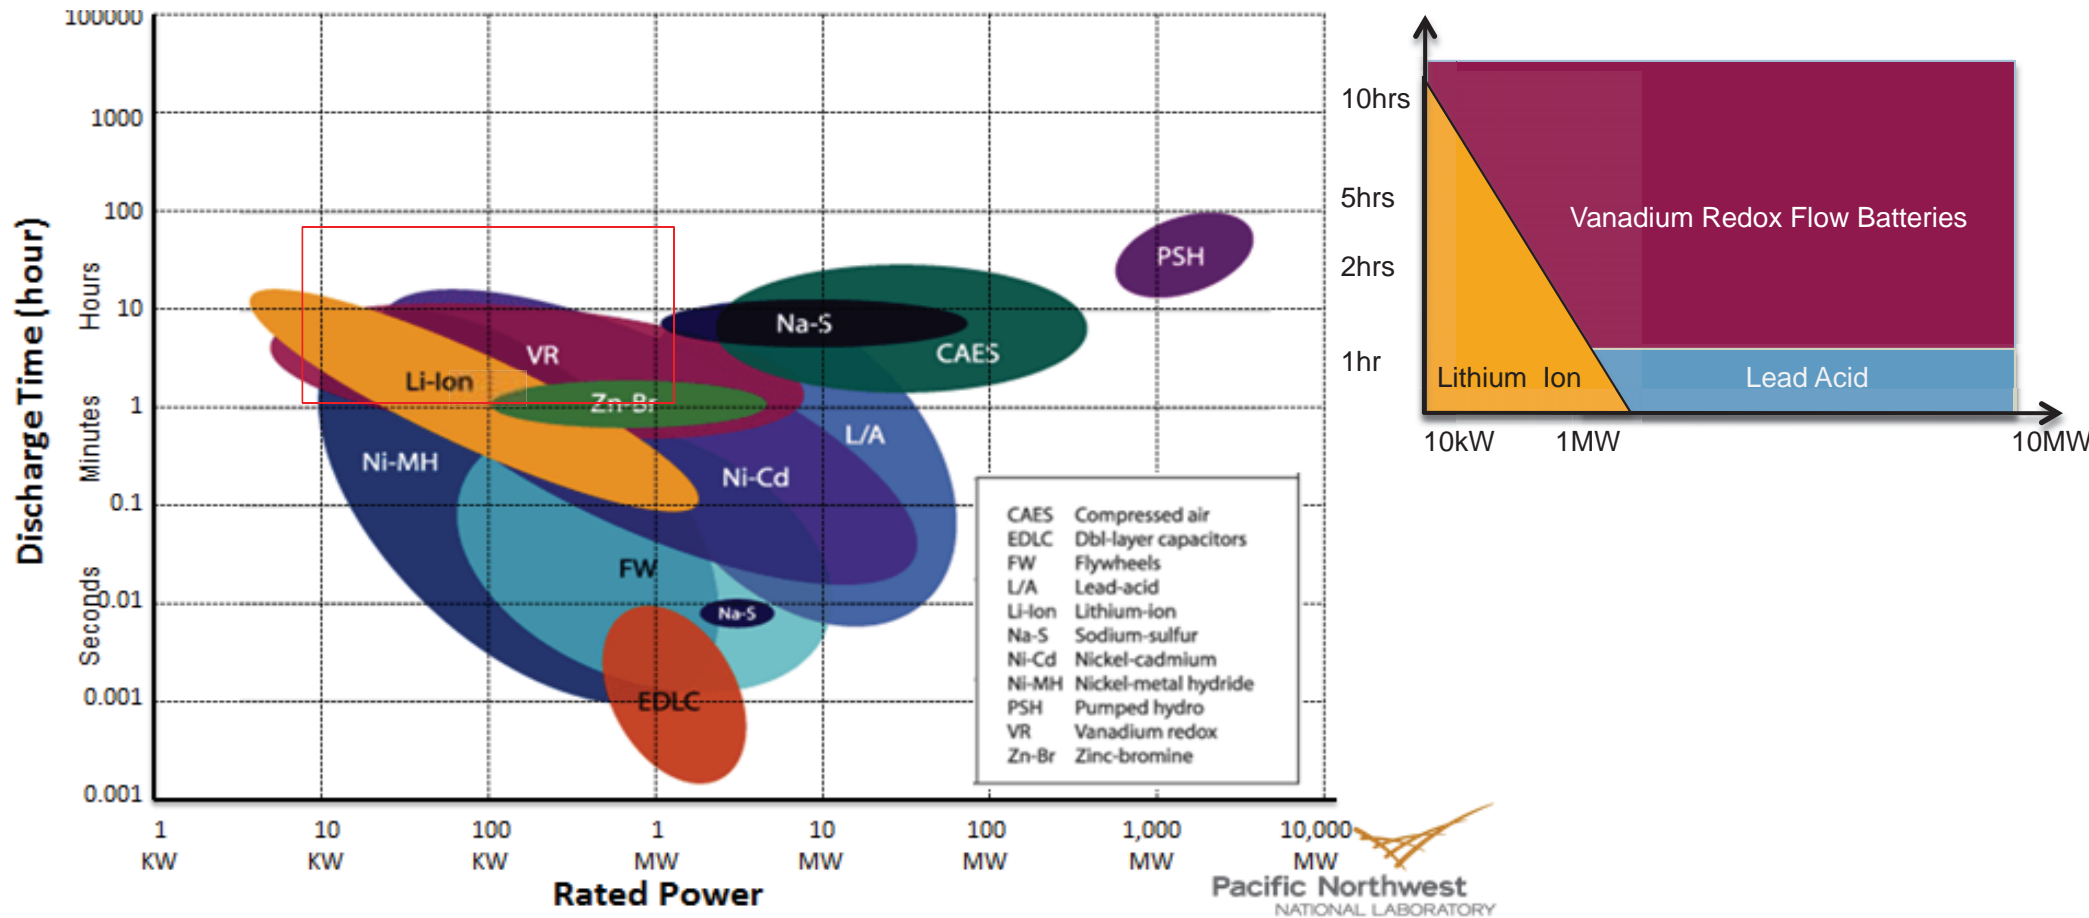 100000
1000
100
10
1
0.1
0.01
0.001
0.001
Discharge Time (hour)
Hours
Minutes
Seconds
PSH
Na-S
CAES
VR
Li-Ion
Zn-Br
L/A
Ni-MH
Ni-Cd
FW
Na-S
EDLC
CAES Compressed air
EDLC Dbl-layer capacitors
FW Flywheels
L/A Lead-acid
Li-Ion Lithium-ion
Na-S Sodium-sulfur
Ni-Cd Nickel-cadmium
Ni-MH Nickel-metal hydride
PSH Pumped hydro
VR Vanadium redox
Zn-Br Zinc-bromine
1 10 100 1 10 100 1,000 10,000
KW KW KW MW MW MW MW MW
Rated Power
10hrs
5hrs
2hrs
1hr
Vanadium Redox Flow Batteries
Lithium Ion
Lead Acid
10kW 1MW 10MW
Pacific Northwest
NATIONAL LABORATORY